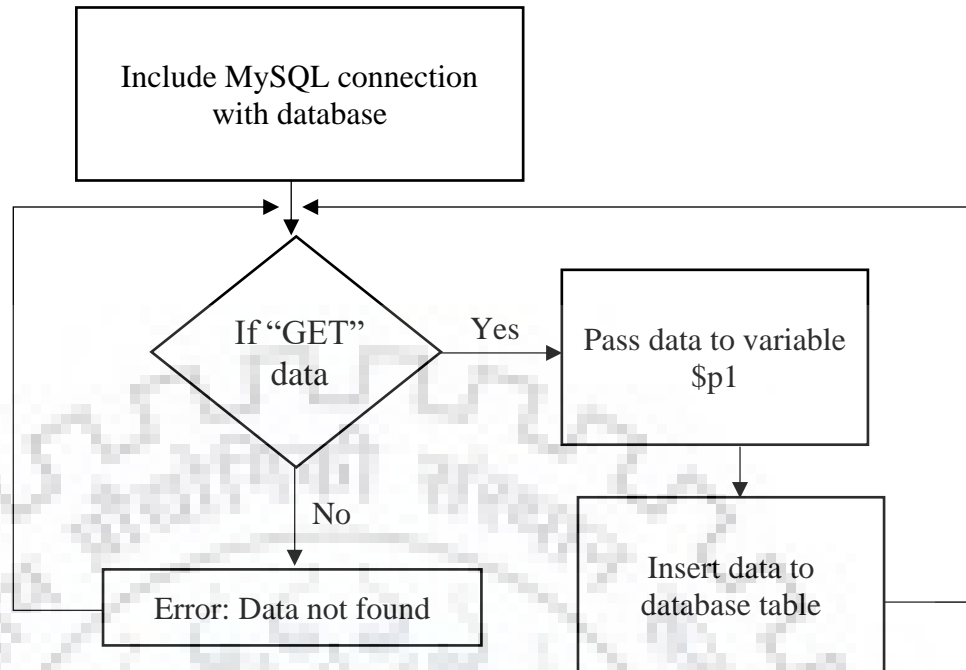 Include MySQL connection
with database
If “GET”
data
Yes
Pass data to variable
$p1
No
Insert data to
database table
Error: Data not found